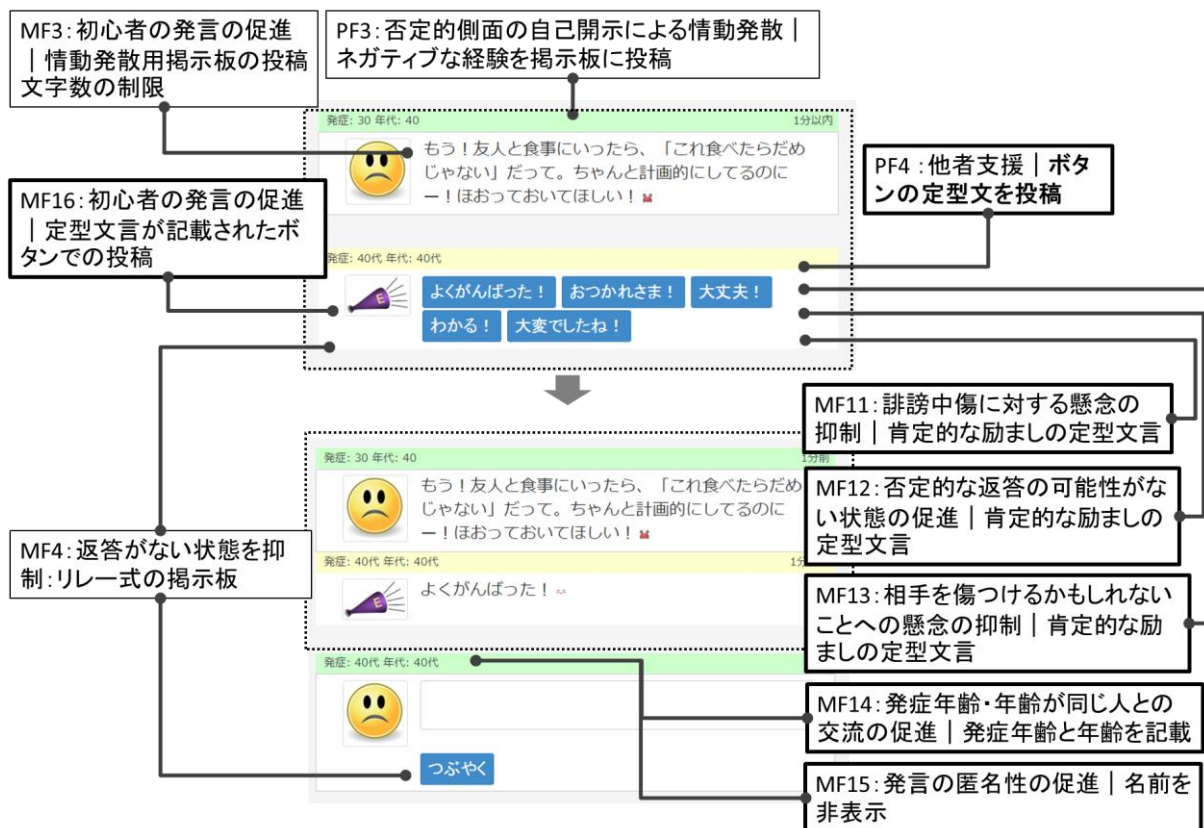 MF3：初心者の発言の促進
｜情動発散用掲示板の投稿
文字数の制限
PF3：否定的側面の自己開示による情動発散｜
ネガティブな経験を掲示板に投稿
発症: 30 年代: 40
1分以内
もう！友人と食事にいったら、「これ食べたらだめ
じゃない」だって。ちゃんと計画的にしてるのに
ー！ほおっておいてほしい！
MF16：初心者の発言の促進
｜定型文言が記載されたボ
タンでの投稿
PF4：他者支援｜ボタ
ンの定型文を投稿
発症: 40代 年代: 40代
E
よくがんばった！
おつかれさま！
大丈夫！
わかる！
大変でしたね！
MF11：誹謗中傷に対する懸念の
抑制｜肯定的な励ましの定型文言
発症: 30 年代: 40
1分前
もう！友人と食事にいったら、「これ食べたらだめ
じゃない」だって。ちゃんと計画的にしてるのに
ー！ほおっておいてほしい！
MF12：否定的な返答の可能性がな
い状態の促進｜肯定的な励ましの
定型文言
MF4：返答がない状態を抑
制：リレー式の掲示板
発症: 40代 年代: 40代
1分
E
よくがんばった！
MF13：相手を傷つけるかもしれない
ことへの懸念の抑制｜肯定的な励
ましの定型文言
発症: 40代 年代: 40代
つぶやく
MF14：発症年齢・年齢が同じ人との
交流の促進｜発症年齢と年齢を記載
MF15：発言の匿名性の促進｜名前を
非表示